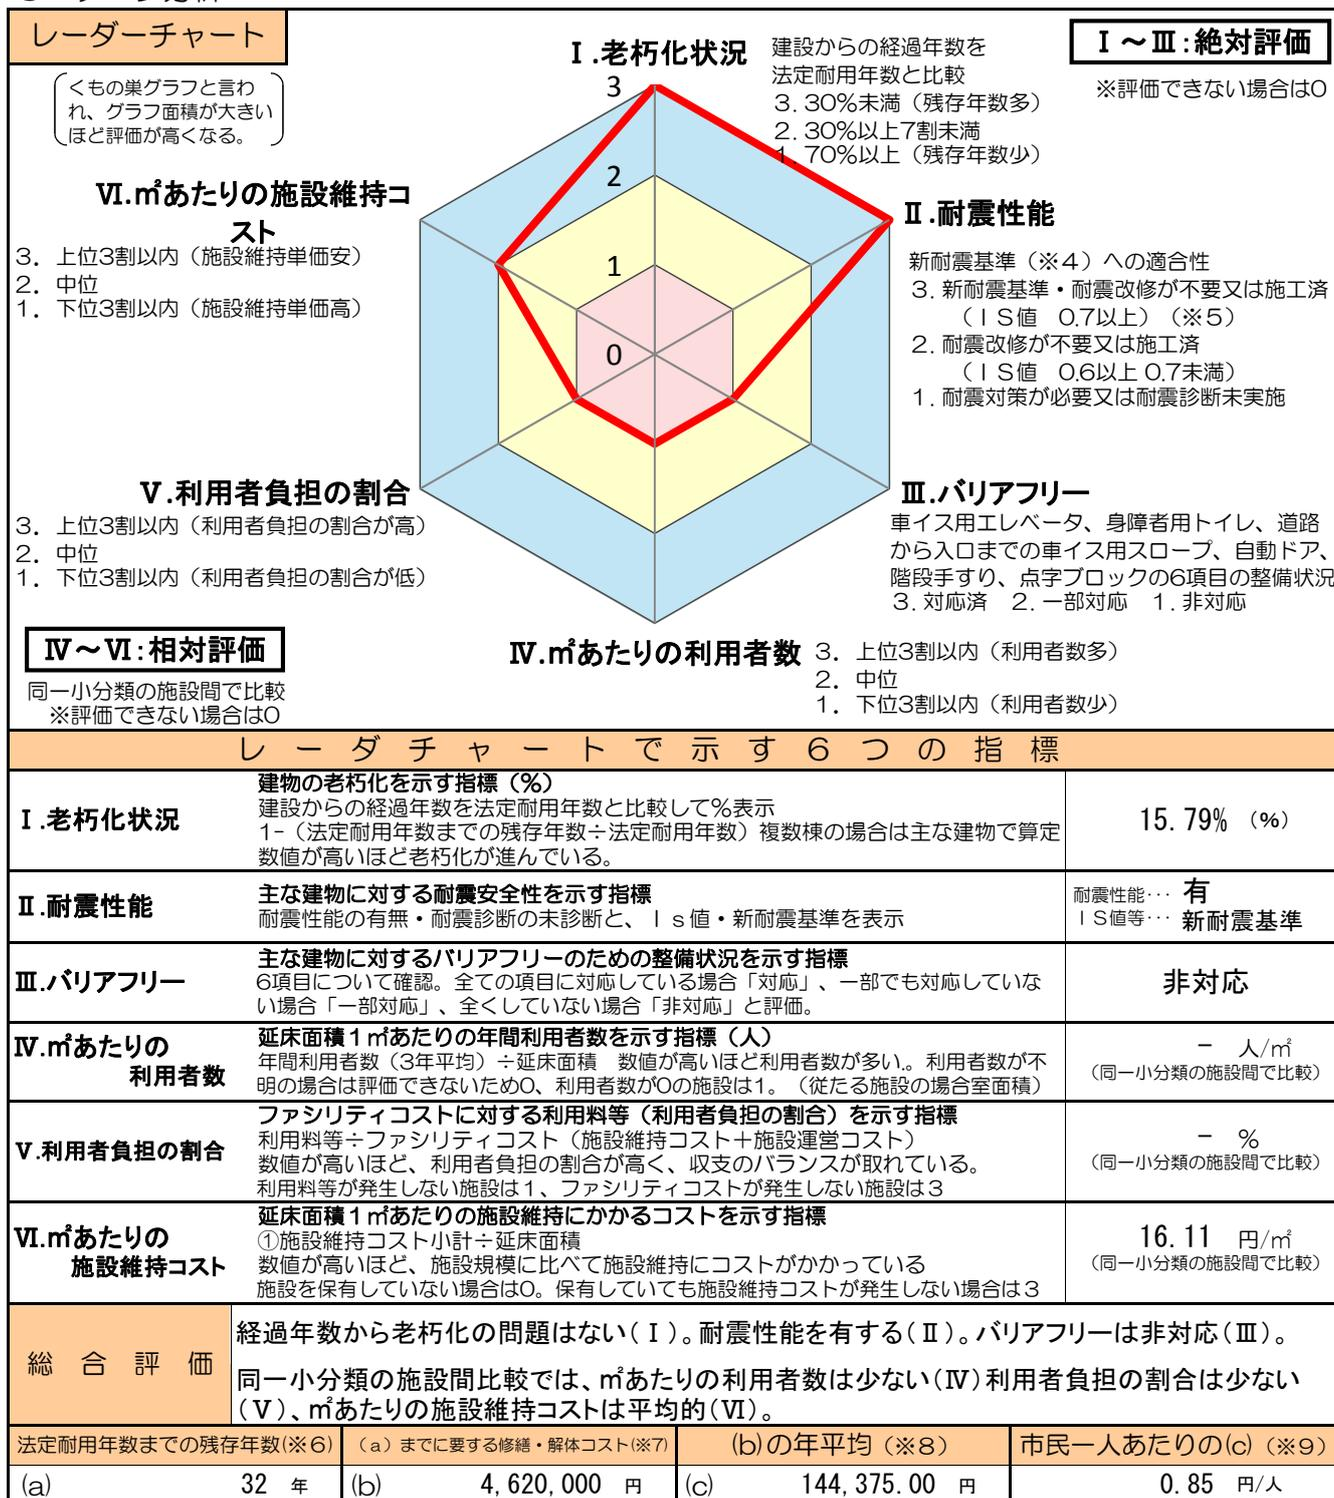 レーダーチャート
くもの巣グラフと言わ
れ、グラフ面積が大きい
ほど評価が高くなる。
Ⅰ～Ⅲ：絶対評価
※評価できない場合は0
Ⅰ.老朽化状況
建設からの経過年数を
法定耐用年数と比較
3．30％未満（残存年数多）
2．30％以上7割未満
1．70％以上（残存年数少）
3
2
1
0
Ⅱ.耐震性能
新耐震基準（※４）への適合性
3．新耐震基準・耐震改修が不要又は施工済
（ＩＳ値　0.7以上）（※５）
2．耐震改修が不要又は施工済
（ＩＳ値　0.6以上 0.7未満）
1．耐震対策が必要又は耐震診断未実施
Ⅲ.バリアフリー
車イス用エレベータ、身障者用トイレ、道路
から入口までの車イス用スロープ、自動ドア、
階段手すり、点字ブロックの6項目の整備状況
3．対応済　2．一部対応　1．非対応
Ⅳ.㎡あたりの利用者数
3．上位3割以内（利用者数多）
2．中位
1．下位3割以内（利用者数少）
Ⅴ.利用者負担の割合
3．上位3割以内（利用者負担の割合が高）
2．中位
1．下位3割以内（利用者負担の割合が低）
Ⅵ.㎡あたりの施設維持コ
スト
3．上位3割以内（施設維持単価安）
2．中位
1．下位3割以内（施設維持単価高）
Ⅳ～Ⅵ：相対評価
同一小分類の施設間で比較
※評価できない場合は0
レーダチャートで示す６つの指標
Ⅰ.老朽化状況
建物の老朽化を示す指標（％）
建設からの経過年数を法定耐用年数と比較して％表示
1-（法定耐用年数までの残存年数÷法定耐用年数）複数棟の場合は主な建物で算定
数値が高いほど老朽化が進んでいる。
15.79%（％）
Ⅱ.耐震性能
主な建物に対する耐震安全性を示す指標
耐震性能の有無・耐震診断の未診断と、Ｉｓ値・新耐震基準を表示
耐震性能･･･ 有
ＩＳ値等･･･ 新耐震基準
Ⅲ.バリアフリー
主な建物に対するバリアフリーのための整備状況を示す指標
6項目について確認。全ての項目に対応している場合「対応」、一部でも対応していな
い場合「一部対応」、全くしていない場合「非対応」と評価。
非対応
Ⅳ.㎡あたりの
利用者数
延床面積１㎡あたりの年間利用者数を示す指標（人）
年間利用者数（3年平均）÷延床面積　数値が高いほど利用者数が多い。利用者数が不
明の場合は評価できないため0、利用者数が0の施設は1。（従たる施設の場合室面積）
－　人/㎡
（同一小分類の施設間で比較）
Ⅴ.利用者負担の割合
ファシリティコストに対する利用料等（利用者負担の割合）を示す指標
利用料等÷ファシリティコスト（施設維持コスト＋施設運営コスト）
数値が高いほど、利用者負担の割合が高く、収支のバランスが取れている。
利用料等が発生しない施設は１、ファシリティコストが発生しない施設は３
－　％
（同一小分類の施設間で比較）
Ⅵ.㎡あたりの
施設維持コスト
延床面積１㎡あたりの施設維持にかかるコストを示す指標
①施設維持コスト小計÷延床面積
数値が高いほど、施設規模に比べて施設維持にコストがかかっている
施設を保有していない場合は0。保有していても施設維持コストが発生しない場合は３
16.11　円/㎡
（同一小分類の施設間で比較）
総合評価
経過年数から老朽化の問題はない（Ⅰ）。耐震性能を有する（Ⅱ）。バリアフリーは非対応（Ⅲ）。
同一小分類の施設間比較では、㎡あたりの利用者数は少ない（Ⅳ）利用者負担の割合は少ない
（Ⅴ）、㎡あたりの施設維持コストは平均的（Ⅵ）。
法定耐用年数までの残存年数(※６)　（ａ）までに要する修繕・解体コスト(※7)　(b)の年平均（※８）　市民一人あたりの(c)（※９）
(a)　32　年　(b)　4,620,000　円　(c)　144,375.00　円　0.85　円/人